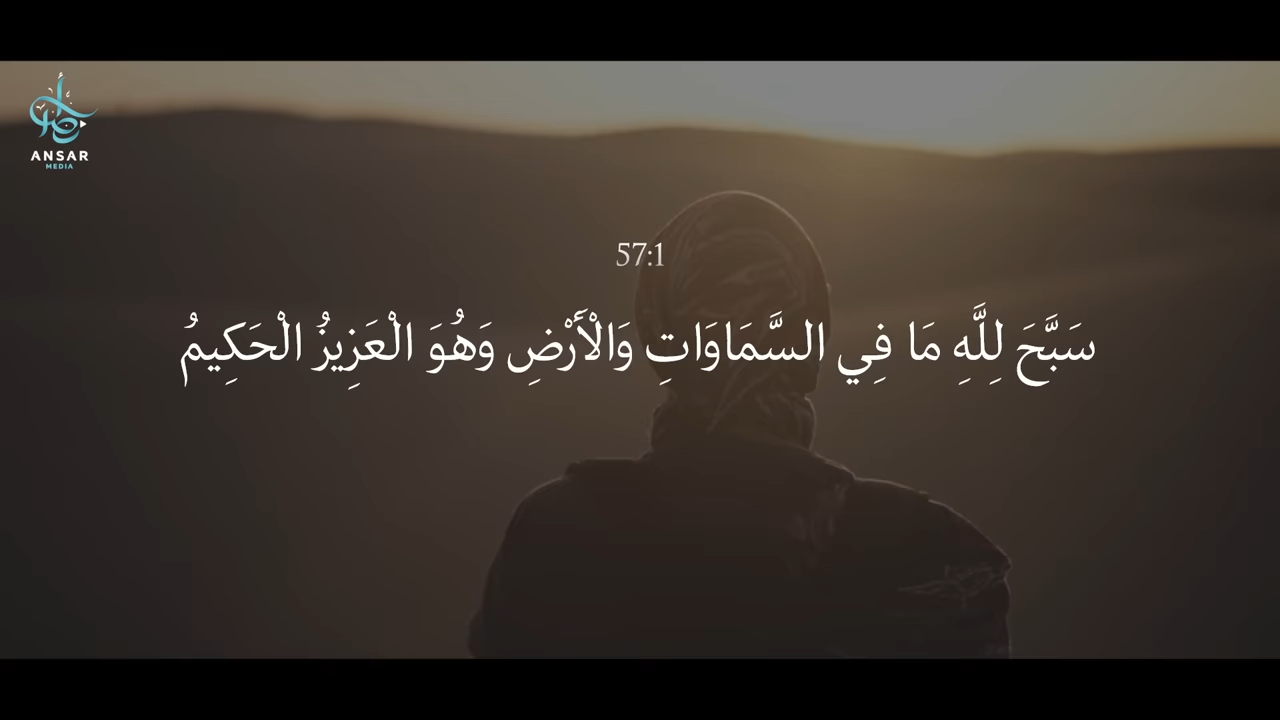 ANSAR
MEDIA
57:1
سَبَّحَ لِلَّهِ مَا فِي السَّمَاوَاتِ وَالْأَرْضِ وَهُوَ الْعَزِيزُ الْحَكِيمُ